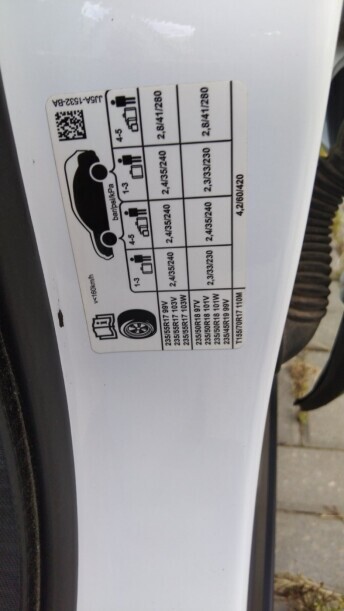 JJ5A-1532-BA
v=160km/h
bar/psi/kPa
1-3 4-5 1-3 4-5
235/55R17 99V
235/55R17 103V
235/55R17 103W
2,4/35/240 2,4/35/240 2,4/35/240 2,8/41/280
235/50R18 97V
235/50R18 101V
235/50R18 101W
235/45R19 99V
2,3/33/230 2,4/35/240 2,3/33/230 2,8/41/280
T155/70R17 110M 4,2/60/420